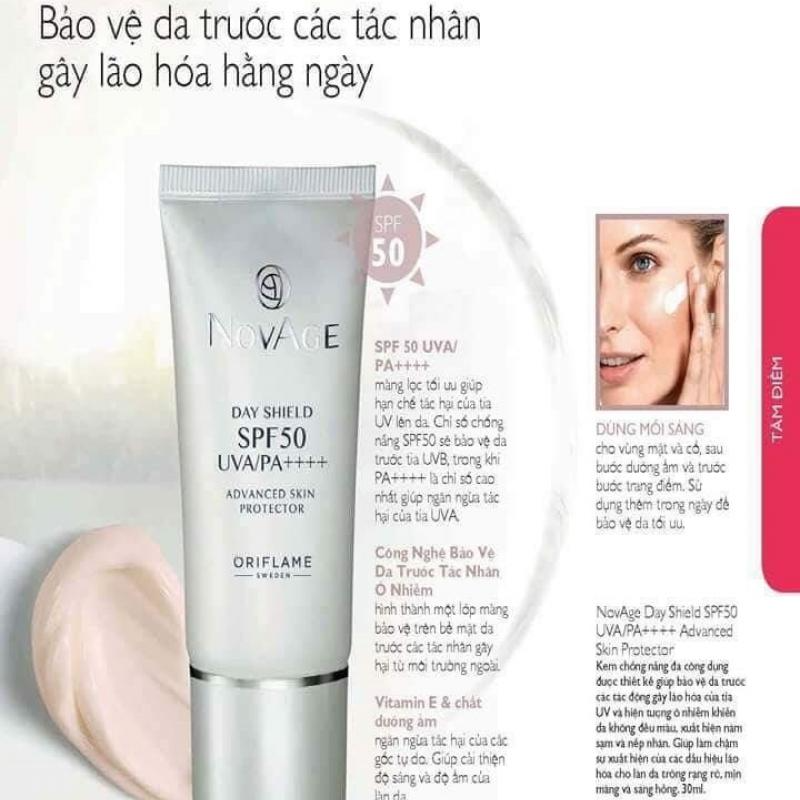 Bảo vệ da trước các tác nhân
gây lão hóa hằng ngày
SPF
50
NOVAGE
DAY SHIELD
SPF50
UVA/PA++++
ADVANCED SKIN
PROTECTOR
ORIFLAME
SWEDEN
SPF 50 UVA/
PA++++
màng lọc tối ưu giúp
hạn chế tác hại của tia
UV lên da. Chỉ số chống
nắng SPF50 sẽ bảo vệ da
trước tia UVB, trong khi
PA++++ là chỉ số cao
nhất giúp ngăn ngừa tác
hại của tia UVA.
Công Nghệ Bảo Vệ
Da Trước Tác Nhân
Ô Nhiễm
hình thành một lớp màng
bảo vệ trên bề mặt da
trước các tác nhân gây
hại từ môi trường ngoài.
Vitamin E & chất
dưỡng ẩm
ngăn ngừa tác hại của các
gốc tự do. Giúp cải thiện
độ sáng và độ ẩm của
làn da.
DÙNG MỖI SÁNG
cho vùng mặt và cổ, sau
bước dưỡng ẩm và trước
bước trang điểm. Sử
dụng thêm trong ngày để
bảo vệ da tối ưu.
TÂM ĐIỂM
NovAge Day Shield SPF50
UVA/PA++++ Advanced
Skin Protector
Kem chống nắng đa công dụng
được thiết kế giúp bảo vệ da trước
các tác động gây lão hóa của tia
UV và hiện tượng ô nhiễm khiến
da không đều màu, xuất hiện nám
sạm và nếp nhăn. Giúp làm chậm
sự xuất hiện của các dấu hiệu lão
hóa cho làn da trông rạng rỡ, mịn
màng và sáng hồng. 30ml.